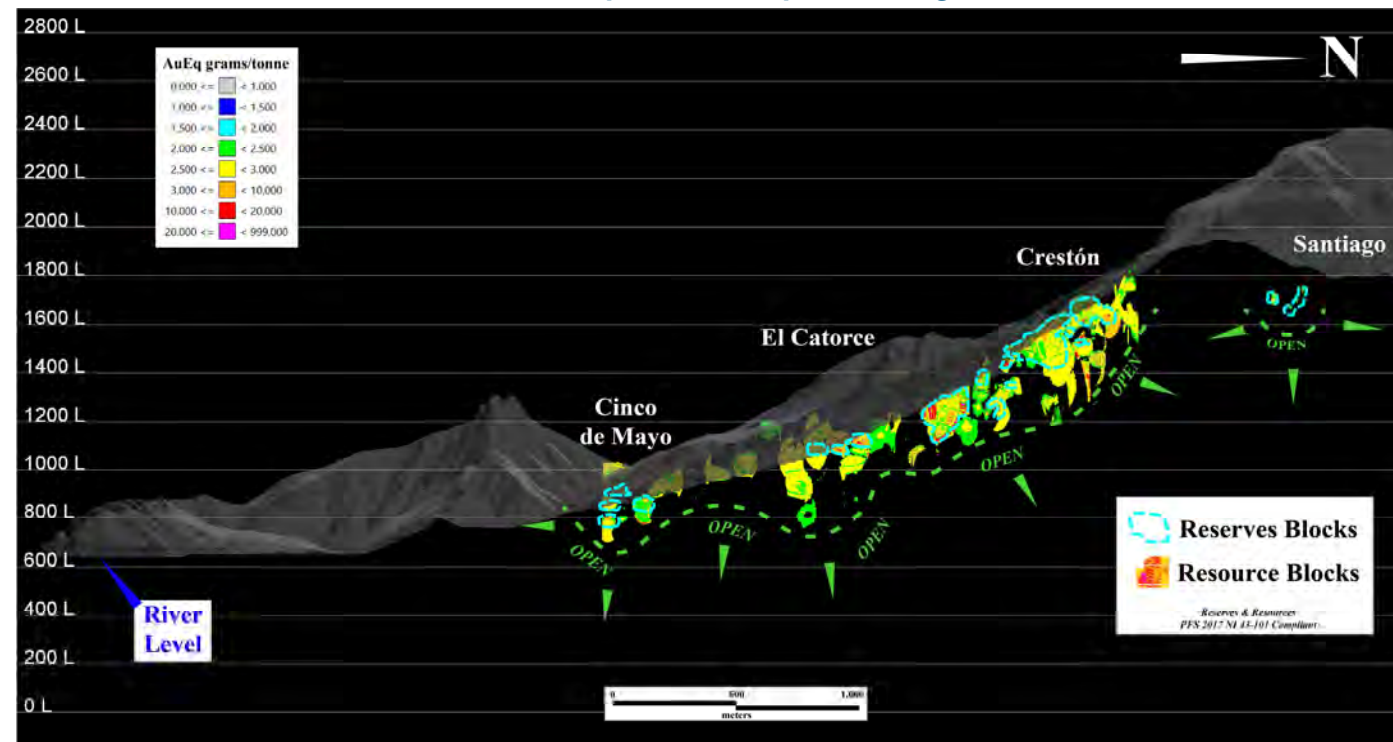 2800 L
2600 L
2400 L
2200 L
2000 L
1800 L
1600 L
1400 L
1200 L
1000 L
800 L
600 L
400 L
200 L
0 L
AuEq grams/tonne
0.000 <= < 1.000
1.000 <= < 1.500
1.500 <= < 2.000
2.000 <= < 2.500
2.500 <= < 3.000
3.000 <= < 10.000
10.000 <= < 20.000
20.000 <= < 999.000
N
Santiago
Crestón
El Catorce
Cinco
de Mayo
OPEN
OPEN
OPEN
OPEN
OPEN
OPEN
River
Level
Reserves Blocks
Resource Blocks
Reserves & Resources
PFS 2017 NI 43-101 Compliant
0 500 1,000
meters